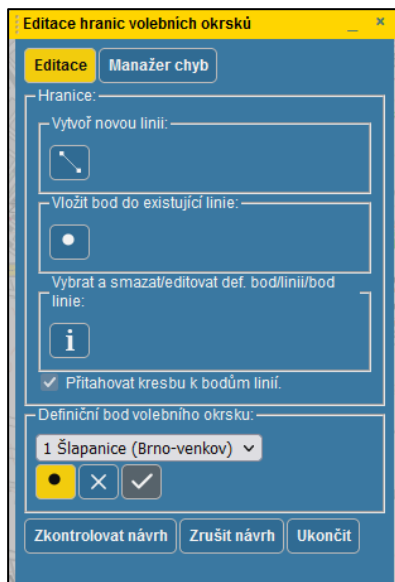 Editace hranic volebních okrsků
Editace Manažer chyb
Hranice:
Vytvoř novou linii:
Vložit bod do existující linie:
Vybrat a smazat/editovat def. bod/linii/bod
linie:
i
Přitahovat kresbu k bodům linií.
Definiční bod volebního okrsku:
1 Šlapanice (Brno-venkov)
Zkontrolovat návrh Zrušit návrh Ukončit